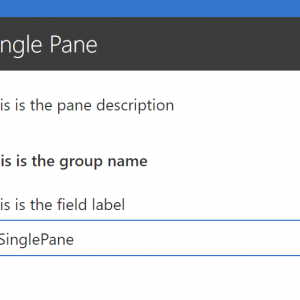 ngle Pane
is is the pane description
is is the group name
is is the field label
SinglePane